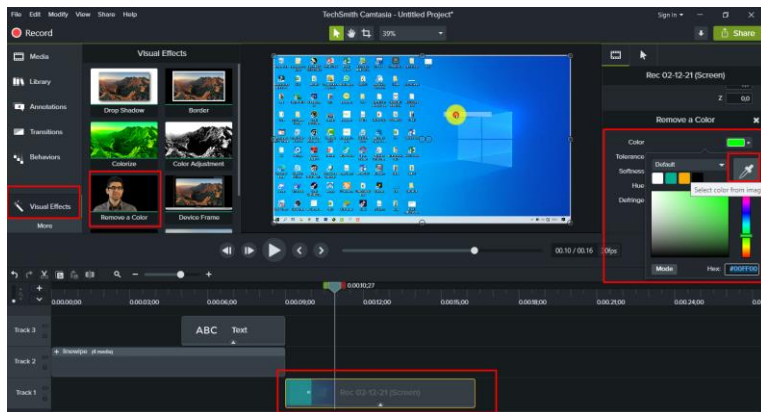 File Edit Modify View Share Help
TechSmith Camtasia - Untitled Project*
Sign In
Record
39%
Share
Media
Library
Annotations
Transitions
Behaviors
Visual Effects
More
Visual Effects
Drop Shadow
Border
Colorize
Color Adjustment
Remove a Color
Device Frame
Rec 02-12-21 (Screen)
Z 0,0
Remove a Color
Color
Tolerance
Softness
Hue
Defringe
Default
Select color from imag
Mode
Hex: #00FF00
00:10 / 00:16
30fps
0:00:10;27
0:00:00;00 0:00:03;00 0:00:06;00 0:00:09;00 0:00:12;00 0:00:15;00 0:00:18;00 0:00:21;00 0:00:24;00
Track 3
ABC Text
Track 2
Track 1
Rec 02-12-21 (Screen)